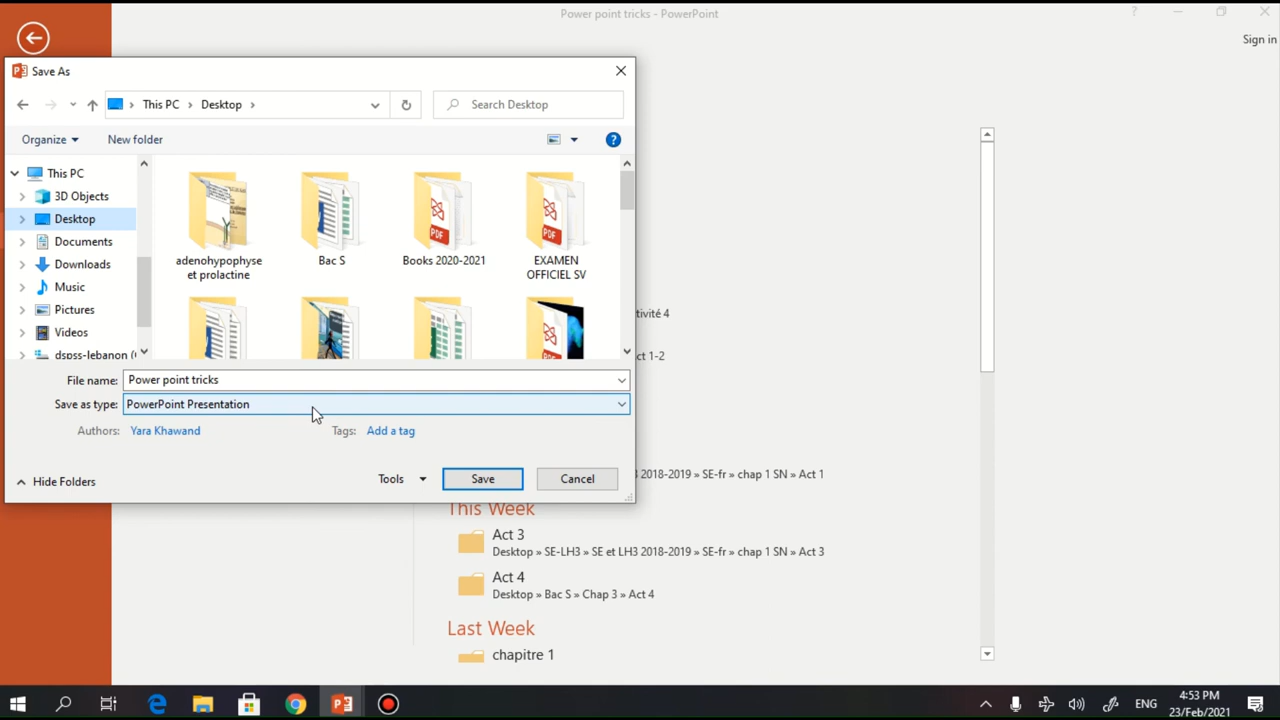 Power point tricks - PowerPoint
?
Sign in
Save As
This PC
Desktop
Search Desktop
Organize
New folder
?
This PC
3D Objects
Desktop
Documents
Downloads
Music
Pictures
Videos
dspss-lebanon (
adenohypophyse
et prolactine
Bac S
Books 2020-2021
EXAMEN
OFFICIEL SV
PDF
PDF
PDF
tivité 4
ct 1-2
File name:
Power point tricks
Save as type:
PowerPoint Presentation
Authors:
Yara Khawand
Tags:
Add a tag
Hide Folders
Tools
Save
Cancel
2018-2019 » SE-fr » chap 1 SN » Act 1
This Week
Act 3
Desktop » SE-LH3 » SE et LH3 2018-2019 » SE-fr » chap 1 SN » Act 3
Act 4
Desktop » Bac S » Chap 3 » Act 4
Last Week
chapitre 1
ENG
4:53 PM
23/Feb/2021